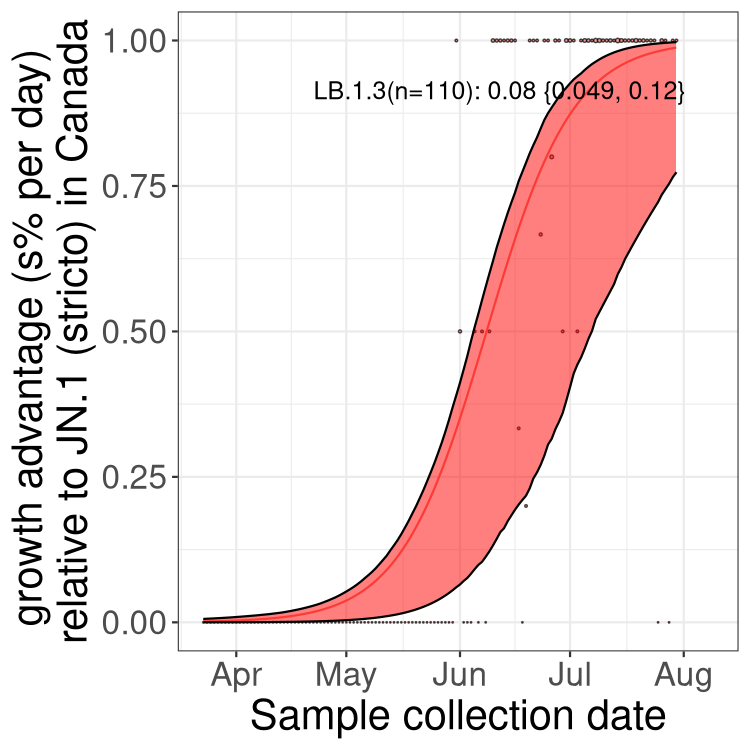 growth advantage (s% per day)
relative to JN.1 (stricto) in Canada
1.00
0.75
0.50
0.25
0.00
LB.1.3(n=110): 0.08 {0.049, 0.12}
Apr May Jun Jul Aug
Sample collection date